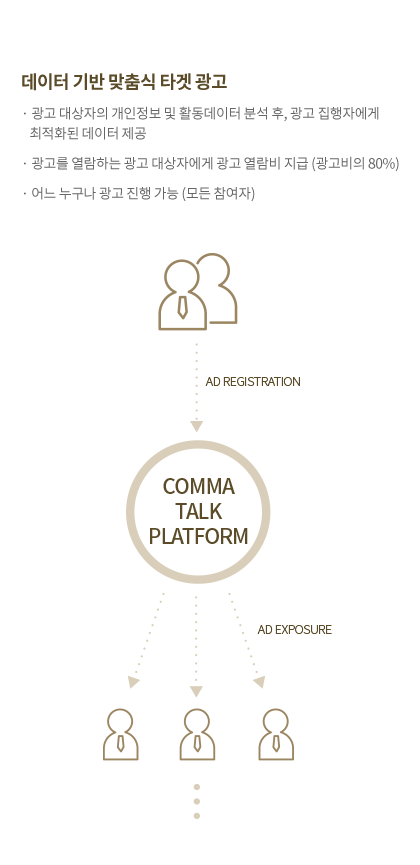 데이터 기반 맞춤식 타겟 광고
· 광고 대상자의 개인정보 및 활동데이터 분석 후, 광고 집행자에게
최적화된 데이터 제공
· 광고를 열람하는 광고 대상자에게 광고 열람비 지급 (광고비의 80%)
· 어느 누구나 광고 진행 가능 (모든 참여자)
AD REGISTRATION
COMMA
TALK
PLATFORM
AD EXPOSURE